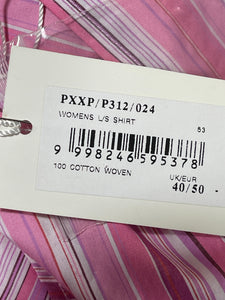 PXXP/P312/024
WOMENS L/S SHIRT
53
9 998246 595378
100 COTTON WOVEN
UK/EUR
40/50 -